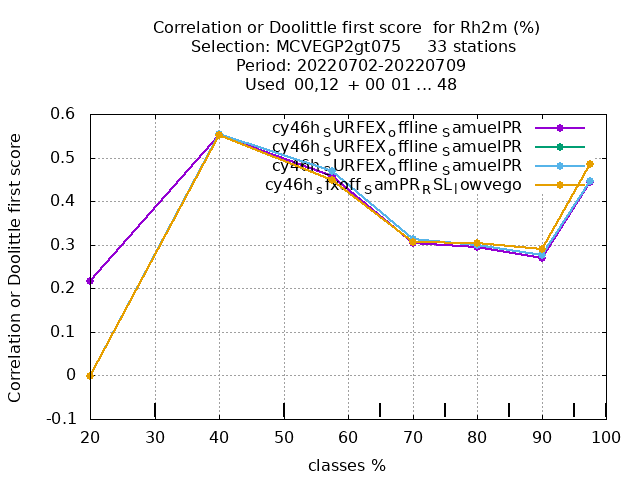 Correlation or Doolittle first score  for Rh2m (%)
Selection: MCVEGP2gt075     33 stations
Period: 20220702-20220709
Used  00,12  + 00 01 ... 48
Correlation or Doolittle first score
0.6
0.5
0.4
0.3
0.2
0.1
0
-0.1
cy46h_SURFEX_offline_SamuelPR
cy46h_SURFEX_offline_SamuelPR
cy46h_SURFEX_offline_SamuelPR
cy46h_sfxoff_SamPR_RSL_lowvego
20 30 40 50 60 70 80 90 100
classes %